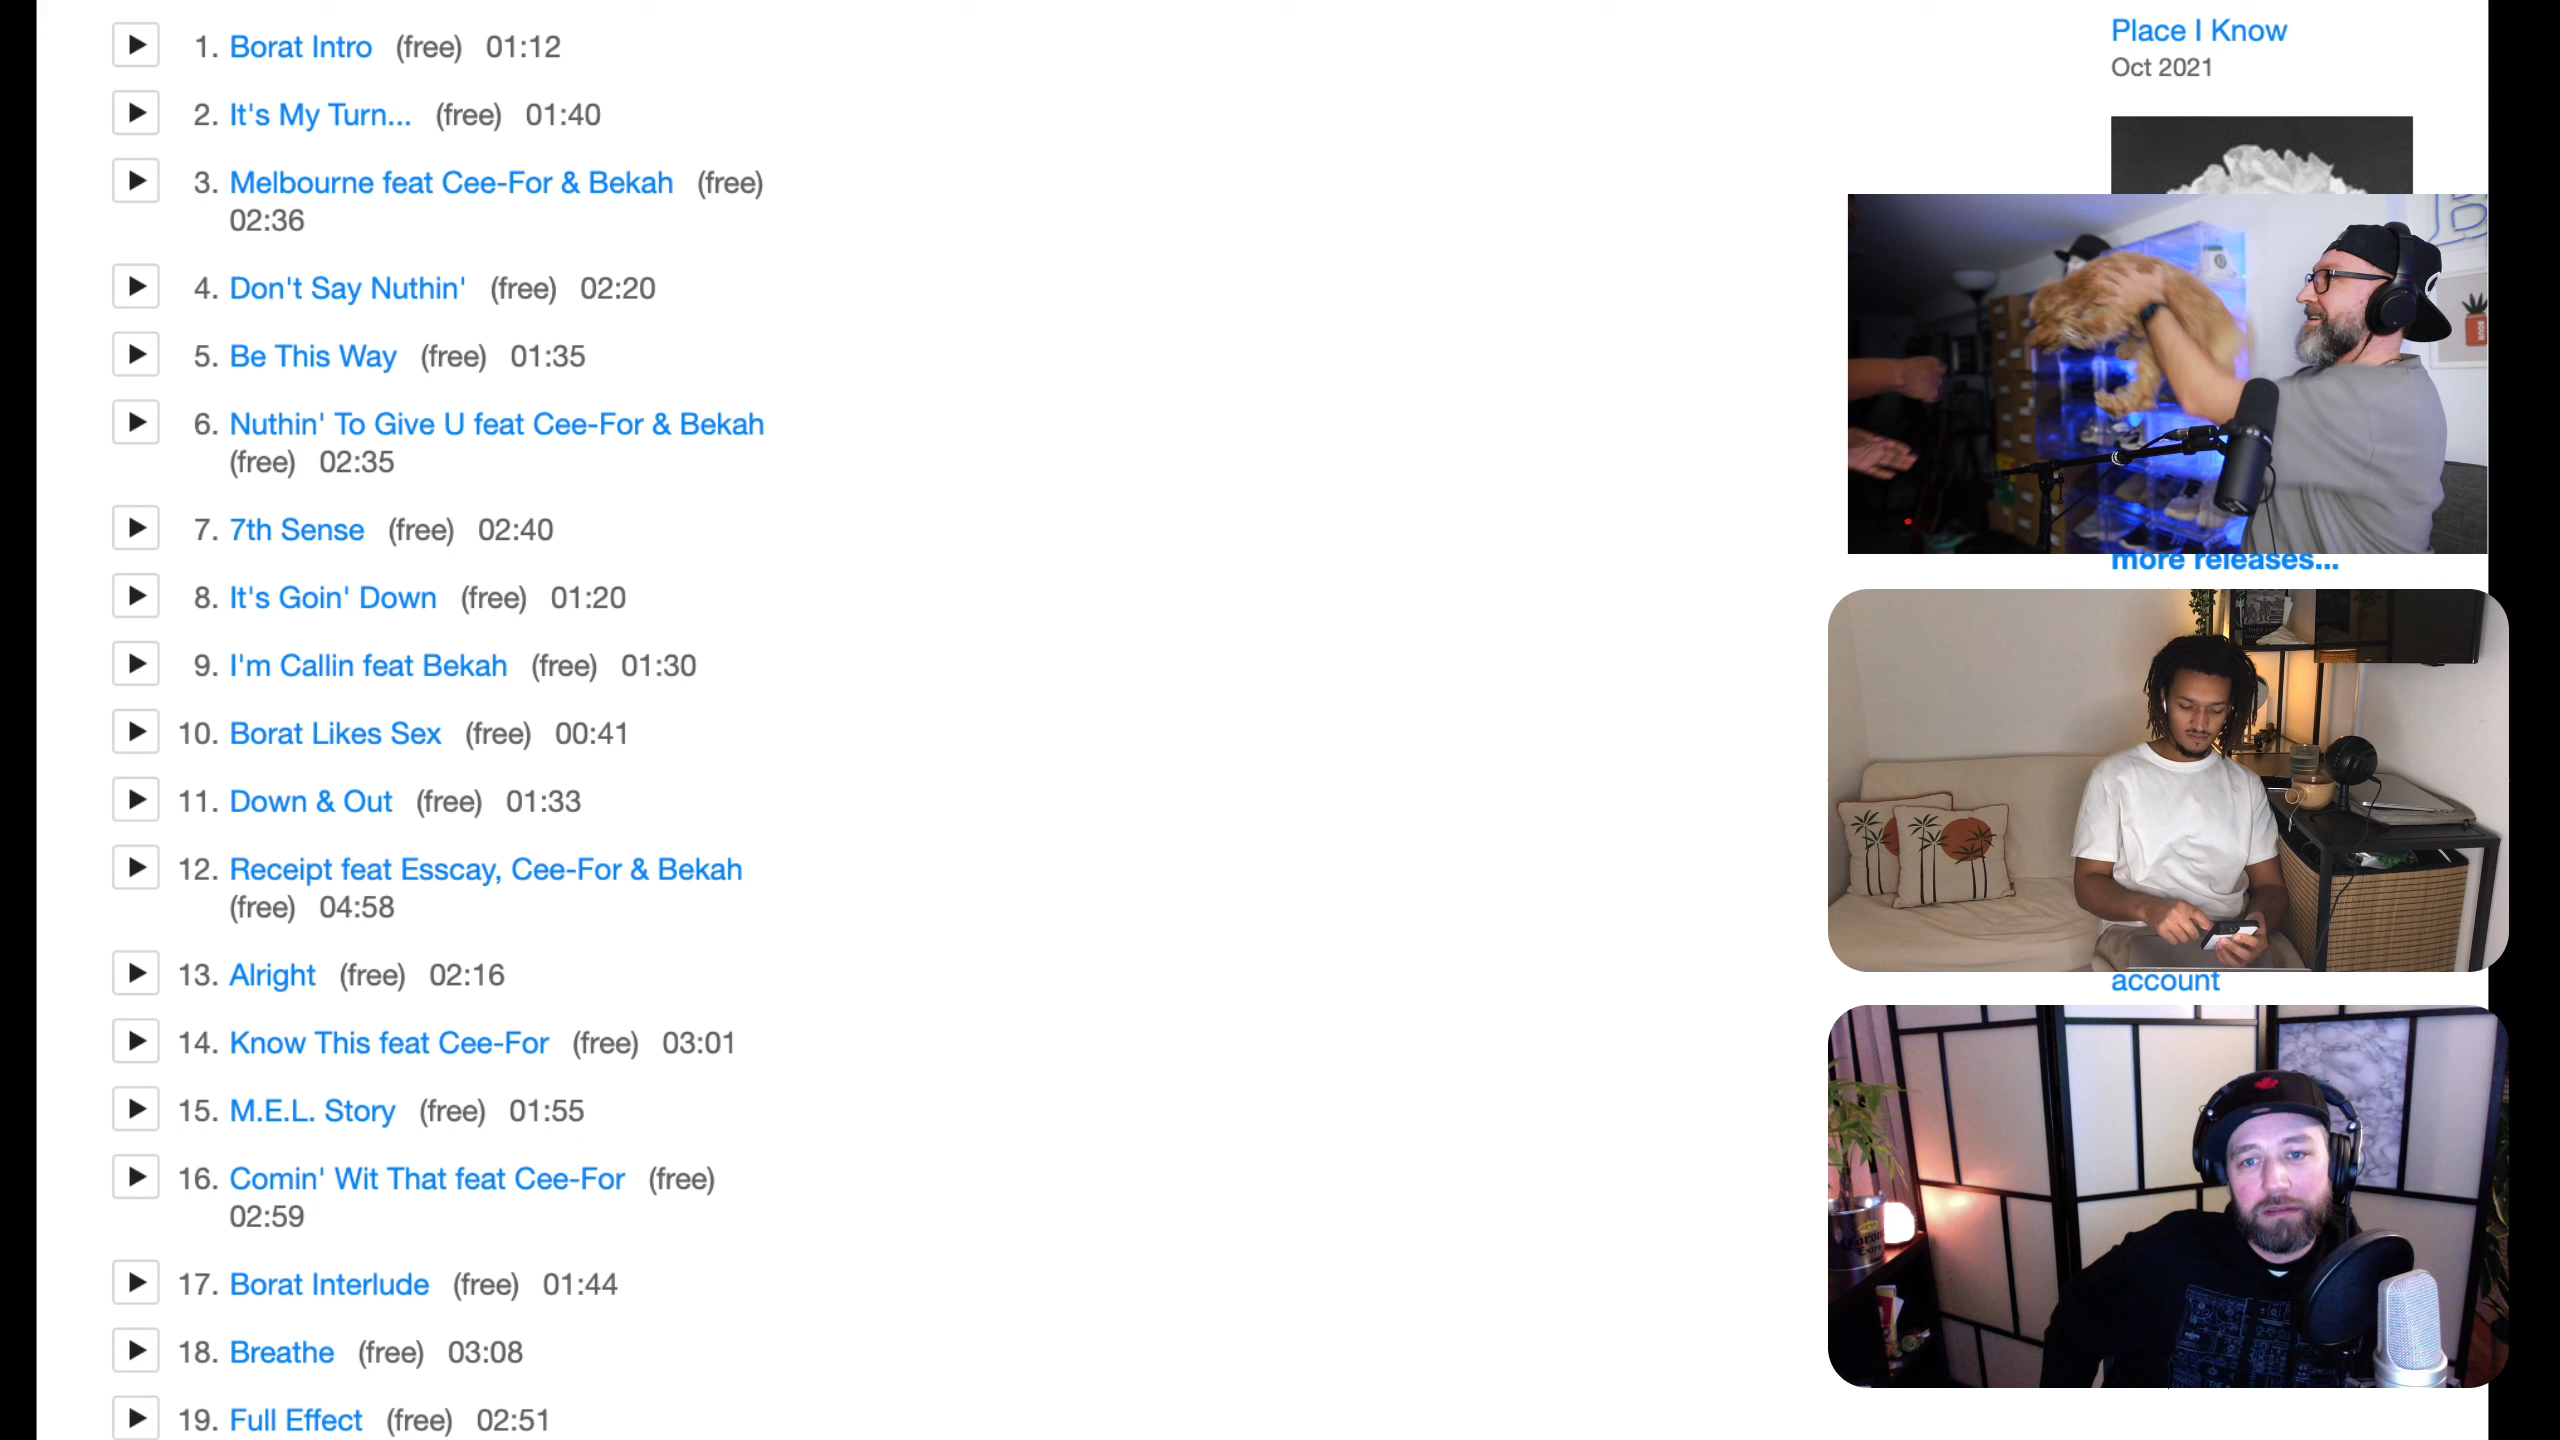 1. Borat Intro (free) 01:12
2. It's My Turn... (free) 01:40
3. Melbourne feat Cee-For & Bekah (free)
02:36
4. Don't Say Nuthin' (free) 02:20
5. Be This Way (free) 01:35
6. Nuthin' To Give U feat Cee-For & Bekah
(free) 02:35
7. 7th Sense (free) 02:40
8. It's Goin' Down (free) 01:20
9. I'm Callin feat Bekah (free) 01:30
10. Borat Likes Sex (free) 00:41
11. Down & Out (free) 01:33
12. Receipt feat Esscay, Cee-For & Bekah
(free) 04:58
13. Alright (free) 02:16
14. Know This feat Cee-For (free) 03:01
15. M.E.L. Story (free) 01:55
16. Comin' Wit That feat Cee-For (free)
02:59
17. Borat Interlude (free) 01:44
18. Breathe (free) 03:08
19. Full Effect (free) 02:51
Place I Know
Oct 2021
more releases...
account
Corona
Extra